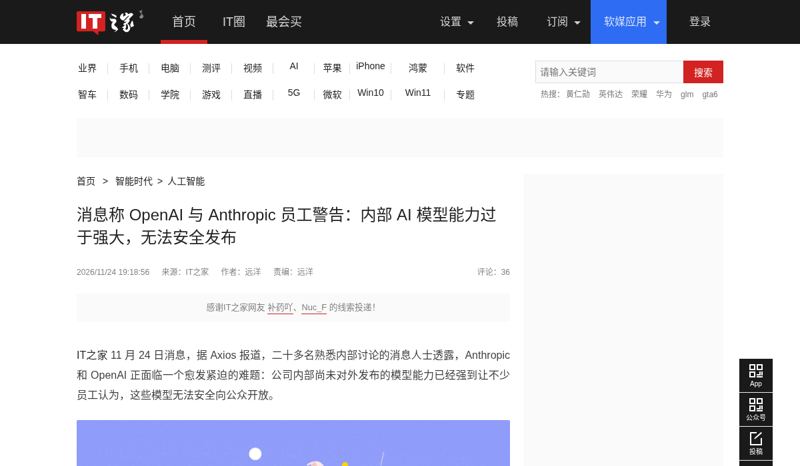 IT之家 首页 IT圈 最会买 设置 投稿 订阅 软媒应用 登录
业界 手机 电脑 测评 视频 AI 苹果 iPhone 鸿蒙 软件
智车 数码 学院 游戏 直播 5G 微软 Win10 Win11 专题
请输入关键词 搜索
热搜： 黄仁勋 英伟达 荣耀 华为 glm gta6
首页 > 智能时代 > 人工智能
消息称 OpenAI 与 Anthropic 员工警告：内部 AI 模型能力过
于强大，无法安全发布
2026/11/24 19:18:56 来源：IT之家 作者：远洋 责编：远洋 评论：36
感谢IT之家网友 补药吖、Nuc_F 的线索投递！
IT之家 11 月 24 日消息，据 Axios 报道，二十多名熟悉内部讨论的消息人士透露，Anthropic
和 OpenAI 正面临一个愈发紧迫的难题：公司内部尚未对外发布的模型能力已经强到让不少
员工认为，这些模型无法安全向公众开放。
App
公众号
投稿